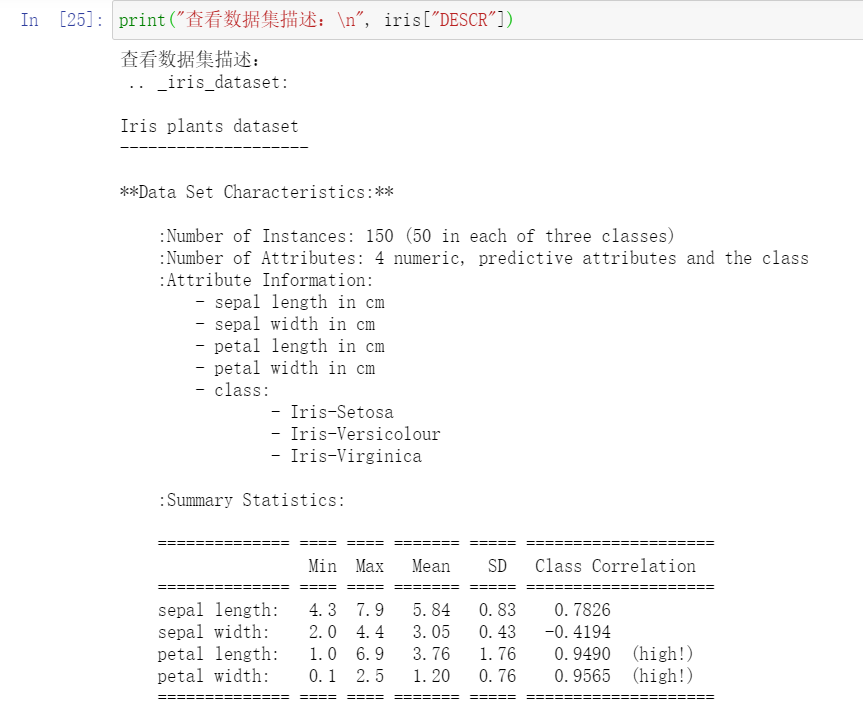 In [25]: print("查看数据集描述：\n", iris["DESCR"])
查看数据集描述：
 .. _iris_dataset:

Iris plants dataset
--------------------

**Data Set Characteristics:**

    :Number of Instances: 150 (50 in each of three classes)
    :Number of Attributes: 4 numeric, predictive attributes and the class
    :Attribute Information:
        - sepal length in cm
        - sepal width in cm
        - petal length in cm
        - petal width in cm
        - class:
                - Iris-Setosa
                - Iris-Versicolour
                - Iris-Virginica

    :Summary Statistics:

    ============== ==== ==== ======= ===== ====================
                    Min  Max   Mean    SD   Class Correlation
    ============== ==== ==== ======= ===== ====================
    sepal length:   4.3  7.9   5.84   0.83    0.7826
    sepal width:    2.0  4.4   3.05   0.43   -0.4194
    petal length:   1.0  6.9   3.76   1.76    0.9490  (high!)
    petal width:    0.1  2.5   1.20   0.76    0.9565  (high!)
    ============== ==== ==== ======= ===== ====================